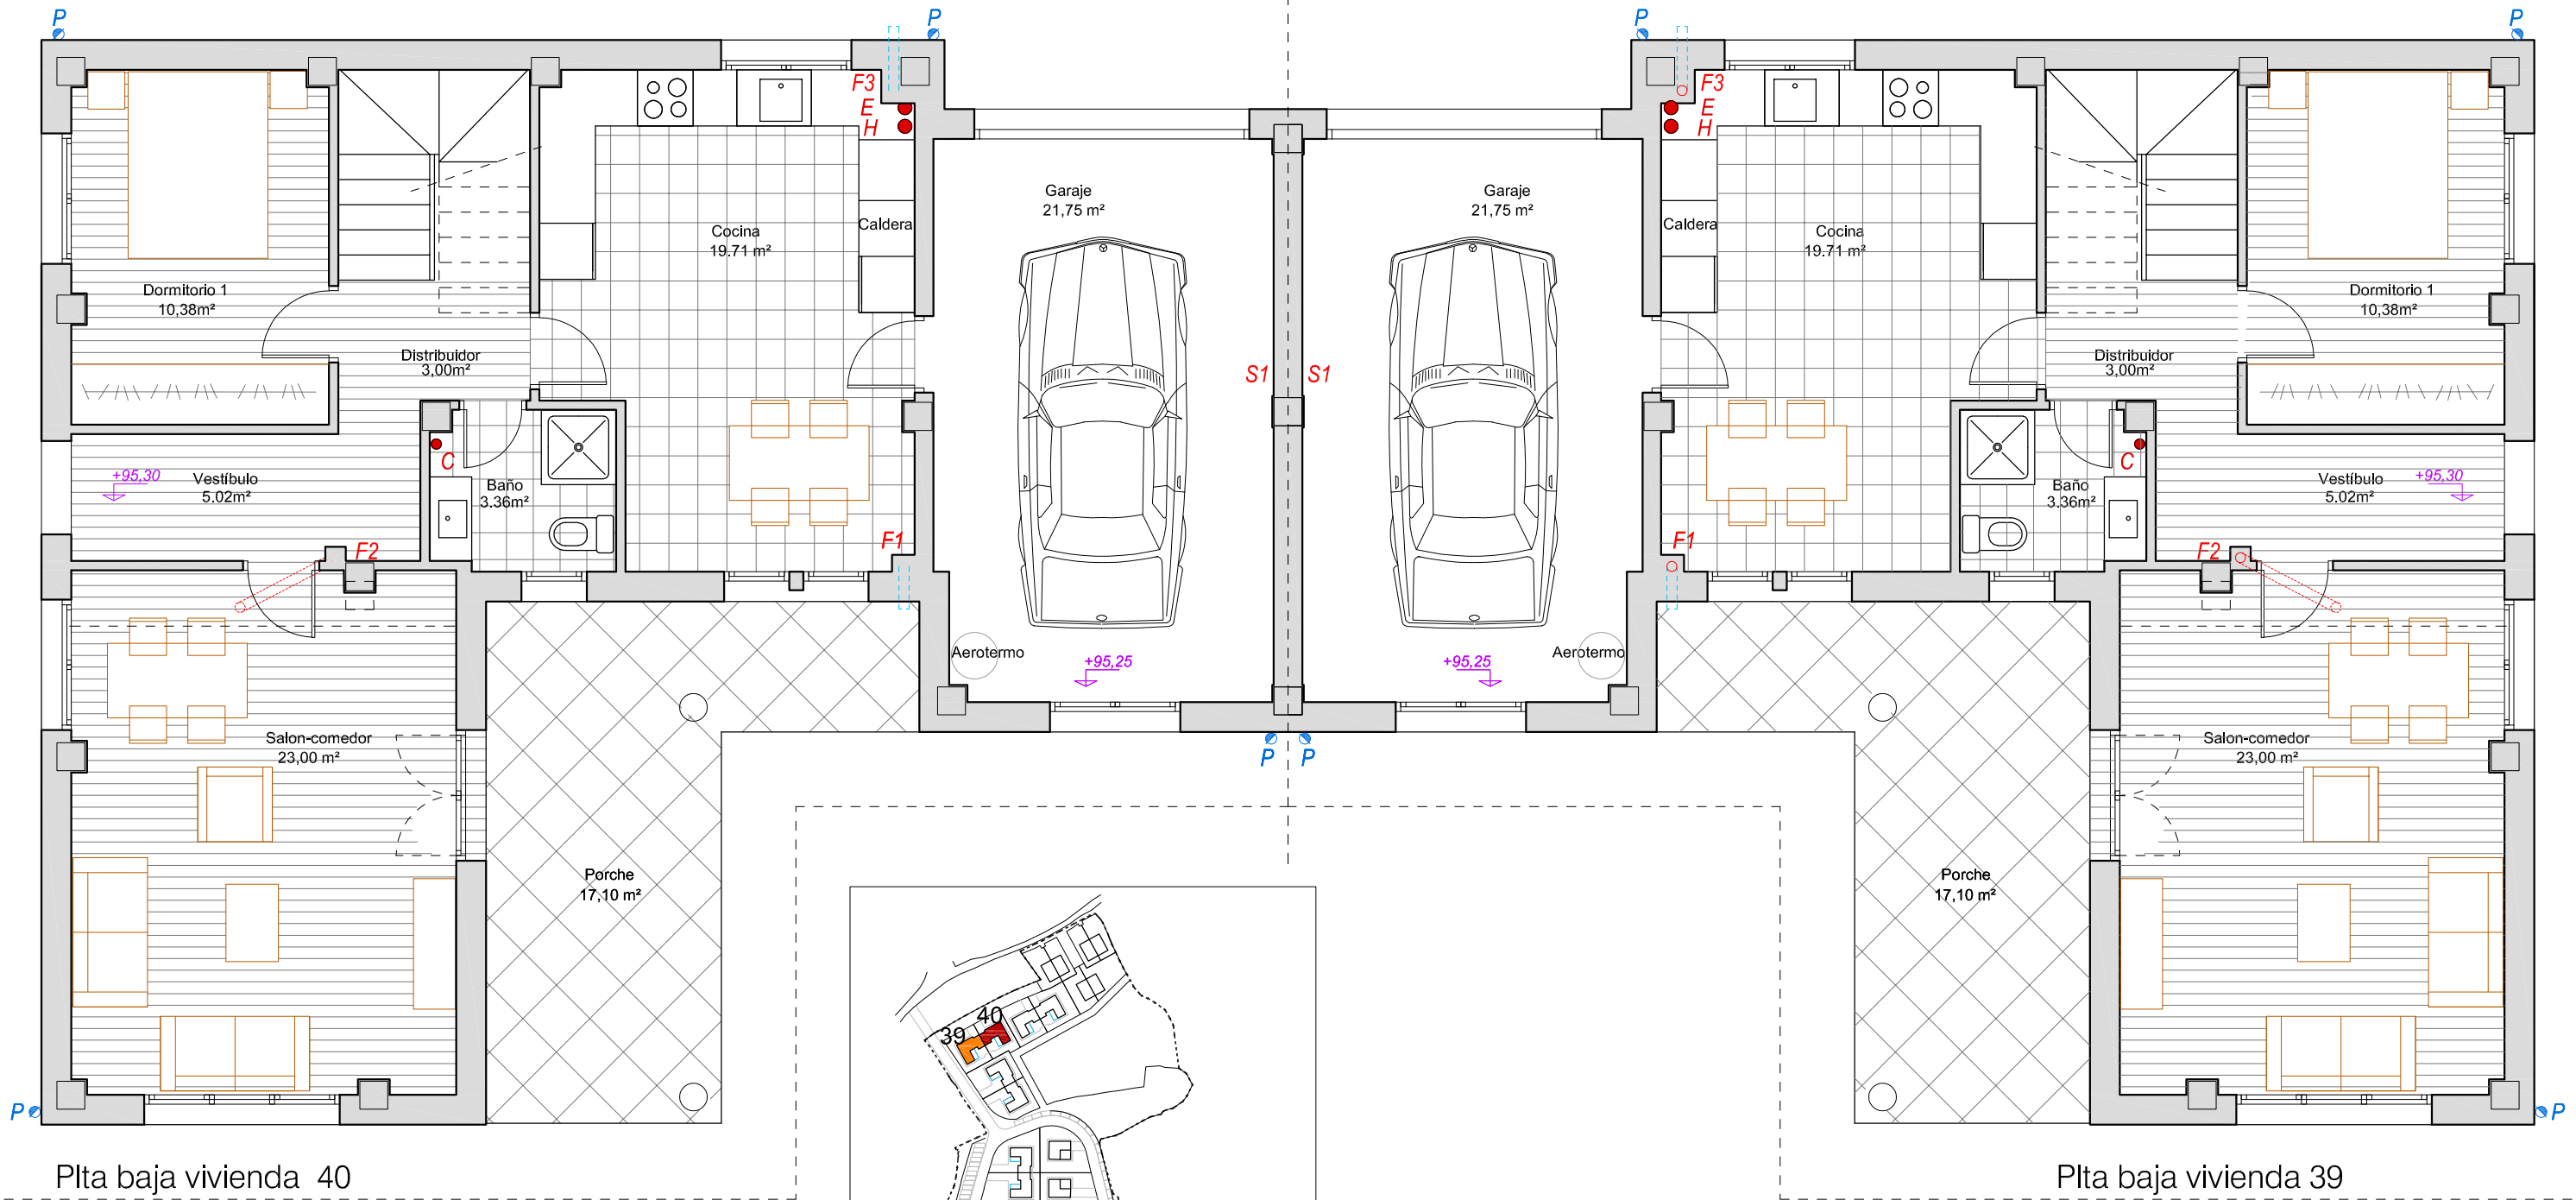 P
P
P
P
F3
E
H
F3
E
H
Garaje
21,75 m²
Garaje
21,75 m²
Cocina
19.71 m²
Caldera
Caldera
Cocina
19.71 m²
Dormitorio 1
10,38m²
Dormitorio 1
10,38m²
Distribuidor
3,00m²
S1
S1
Distribuidor
3,00m²
C
C
+95,30
Vestíbulo
5.02m²
Baño
3.36m²
Baño
3.36m²
Vestíbulo
5.02m²
+95,30
F2
F1
F1
F2
Aerotermo
+95,25
+95,25
Aerotermo
Salon-comedor
23,00 m²
P
P
Salon-comedor
23,00 m²
Porche
17,10 m²
Porche
17,10 m²
40
39
P
P
Plta baja vivienda 40
Plta baja vivienda 39